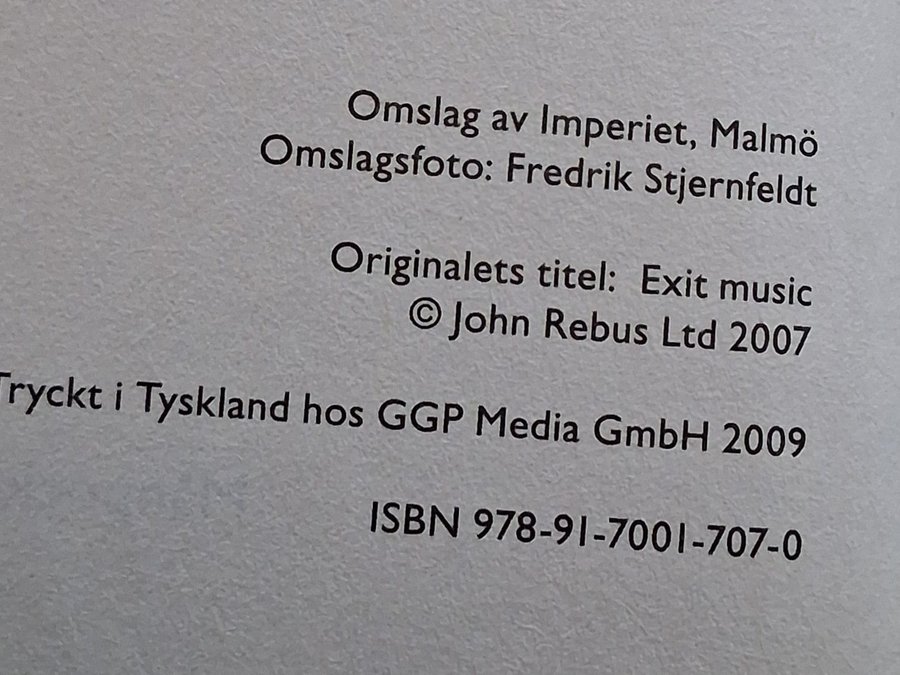 Omslag av Imperiet, Malmö
Omslagsfoto: Fredrik Stjernfeldt
Originalets titel: Exit music
© John Rebus Ltd 2007
Tryckt i Tyskland hos GGP Media GmbH 2009
ISBN 978-91-7001-707-0